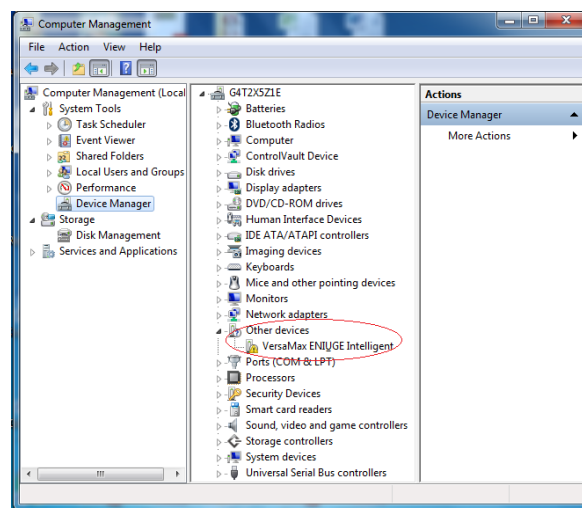 Computer Management
File Action View Help
Computer Management (Local
System Tools
Task Scheduler
Event Viewer
Shared Folders
Local Users and Groups
Performance
Device Manager
Storage
Disk Management
Services and Applications
G4T2X5Z1E
Batteries
Bluetooth Radios
Computer
ControlVault Device
Disk drives
Display adapters
DVD/CD-ROM drives
Human Interface Devices
IDE ATA/ATAPI controllers
Imaging devices
Keyboards
Mice and other pointing devices
Monitors
Network adapters
Other devices
VersaMax ENIUGE Intelligent
Ports (COM & LPT)
Processors
Security Devices
Smart card readers
Sound, video and game controllers
Storage controllers
System devices
Universal Serial Bus controllers
Actions
Device Manager
More Actions